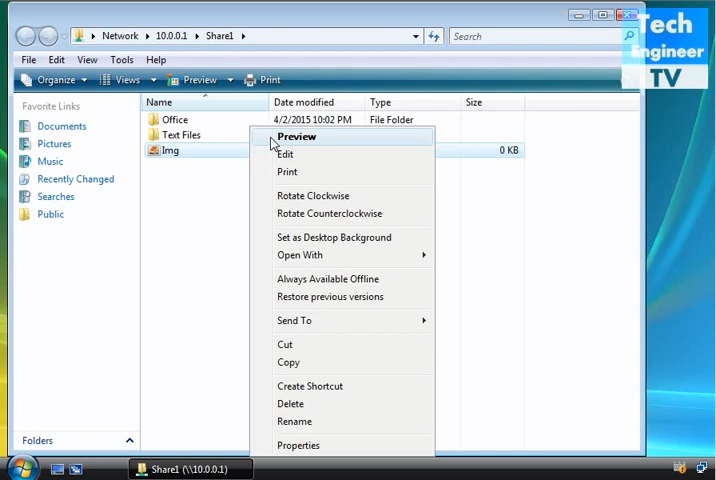 Network ▸ 10.0.0.1 ▸ Share1 ▸
Search
Tech
Engineer
TV
File Edit View Tools Help
Organize Views Preview Print
Favorite Links
Documents
Pictures
Music
Recently Changed
Searches
Public
Folders
Name Date modified Type Size
Office 4/2/2015 10:02 PM File Folder
Text Files
Img 0 KB
Preview
Edit
Print
Rotate Clockwise
Rotate Counterclockwise
Set as Desktop Background
Open With
Always Available Offline
Restore previous versions
Send To
Cut
Copy
Create Shortcut
Delete
Rename
Properties
Share1 (\\10.0.0.1)